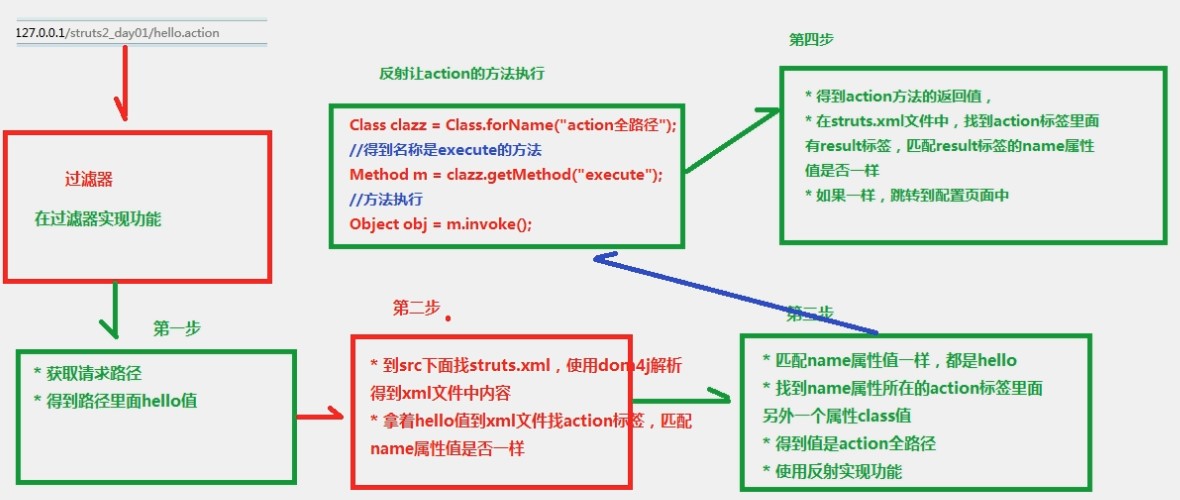 127.0.0.1/struts2_day01/hello.action
过滤器
在过滤器实现功能
第一步
* 获取请求路径
* 得到路径里面hello值
第二步
* 到src下面找struts.xml，使用dom4j解析
得到xml文件中内容
* 拿着hello值到xml文件找action标签，匹配
name属性值是否一样
第三步
* 匹配name属性值一样，都是hello
* 找到name属性所在的action标签里面
另外一个属性class值
* 得到值是action全路径
* 使用反射实现功能
反射让action的方法执行
Class clazz = Class.forName("action全路径");
//得到名称是execute的方法
Method m = clazz.getMethod("execute");
//方法执行
Object obj = m.invoke();
第四步
* 得到action方法的返回值，
* 在struts.xml文件中，找到action标签里面
有result标签，匹配result标签的name属性
值是否一样
* 如果一样，跳转到配置页面中